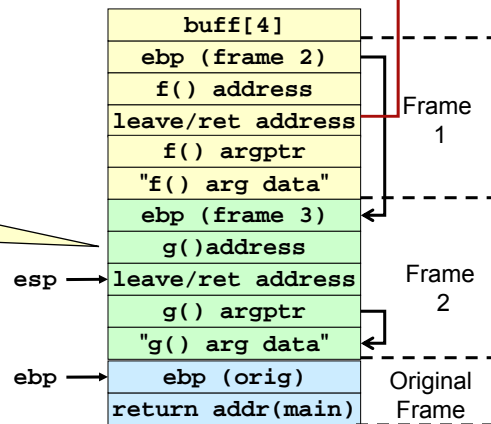 buff[4]
ebp (frame 2)
f() address
leave/ret address
f() argptr
"f() arg data"
Frame
1
ebp (frame 3)
g()address
esp
leave/ret address
g() argptr
"g() arg data"
Frame
2
ebp
ebp (orig)
return addr(main)
Original
Frame